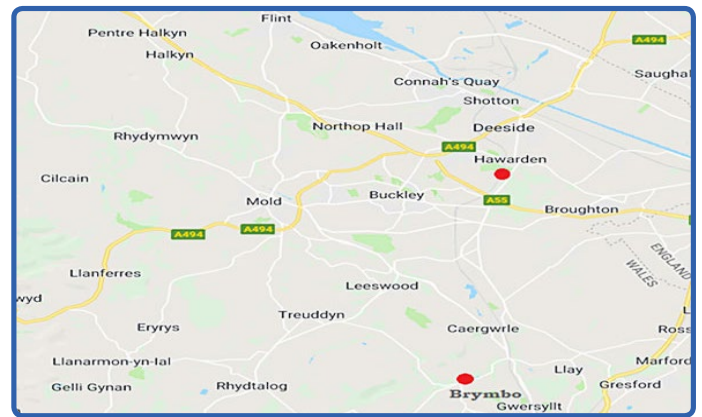 Flint
Pentre Halkyn
A494
Oakenholt
Halkyn
Saughal
Connah's Quay
Shotton
Northop Hall
Deeside
Rhydymwyn
A494
Hawarden
Cilcain
Buckley
Mold
A55
Broughton
A494
A494
ENGLAND
WALES
Llanferres
Leeswood
wyd
Treuddyn
L
Eryrys
Caergwrle
Ross
Llanarmon-yn-Ial
Marford
Llay
Gelli Gynan
Rhydtalog
Gresford
Brymbo
Gwersyllt